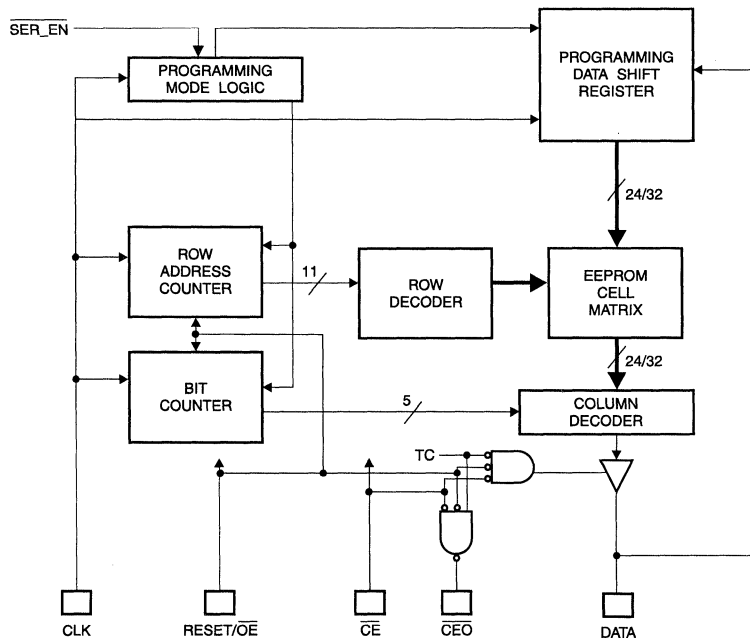 SER_EN
PROGRAMMING
MODE LOGIC
PROGRAMMING
DATA SHIFT
REGISTER
24/32
ROW
ADDRESS
COUNTER
11
ROW
DECODER
EEPROM
CELL
MATRIX
24/32
BIT
COUNTER
5
COLUMN
DECODER
TC
CLK
RESET/OE
CE
CEO
DATA